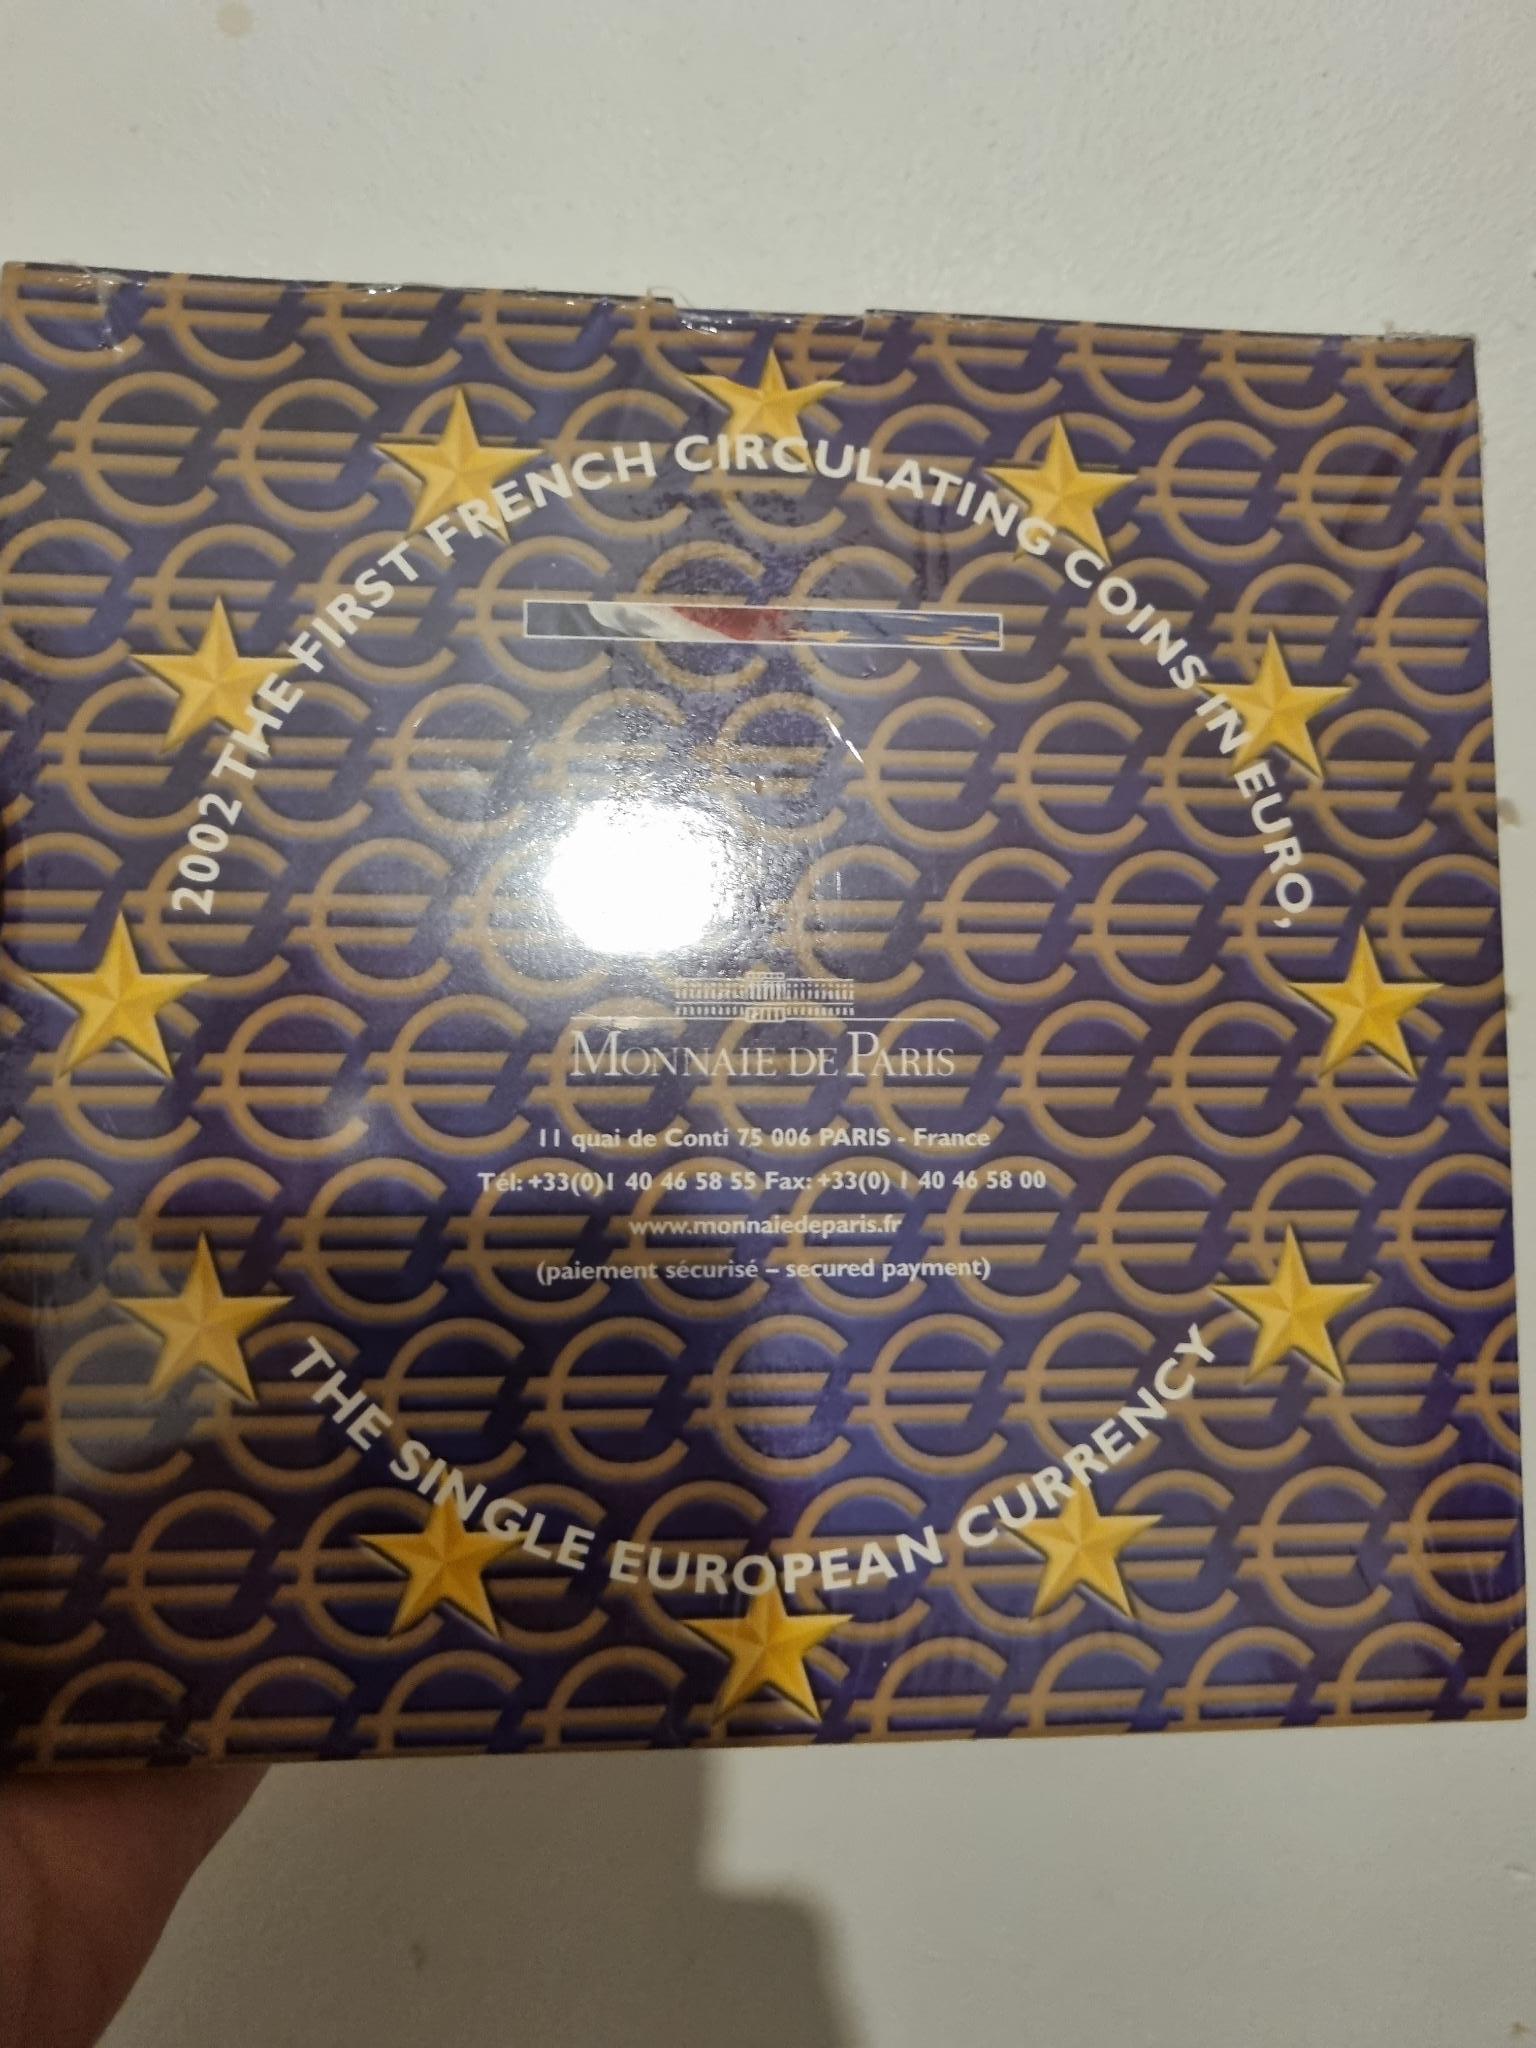 2002 THE FIRST FRENCH CIRCULATING COINS IN EURO,
MONNAIE DE PARIS
11 quai de Conti 75 006 PARIS - France
Tél: +33(0)1 40 46 58 55 Fax: +33(0) 1 40 46 58 00
www.monnaiedeparis.fr
(paiement sécurisé – secured payment)
THE SINGLE EUROPEAN CURRENCY